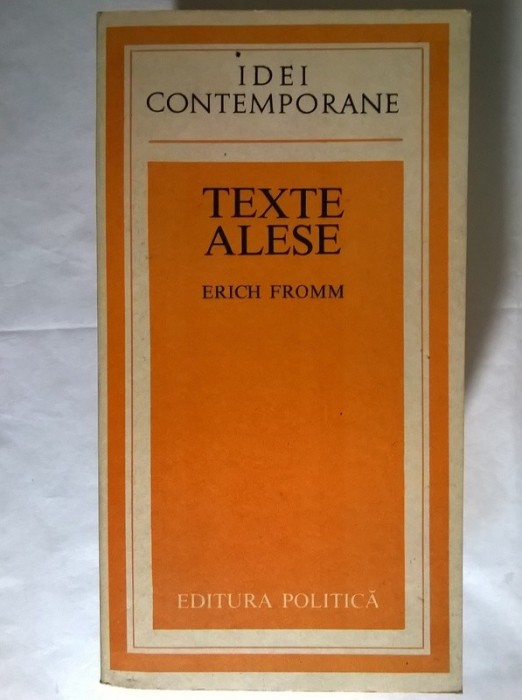 IDEI
CONTEMPORANE
TEXTE
ALESE
ERICH FROMM
EDITURA POLITICĂ